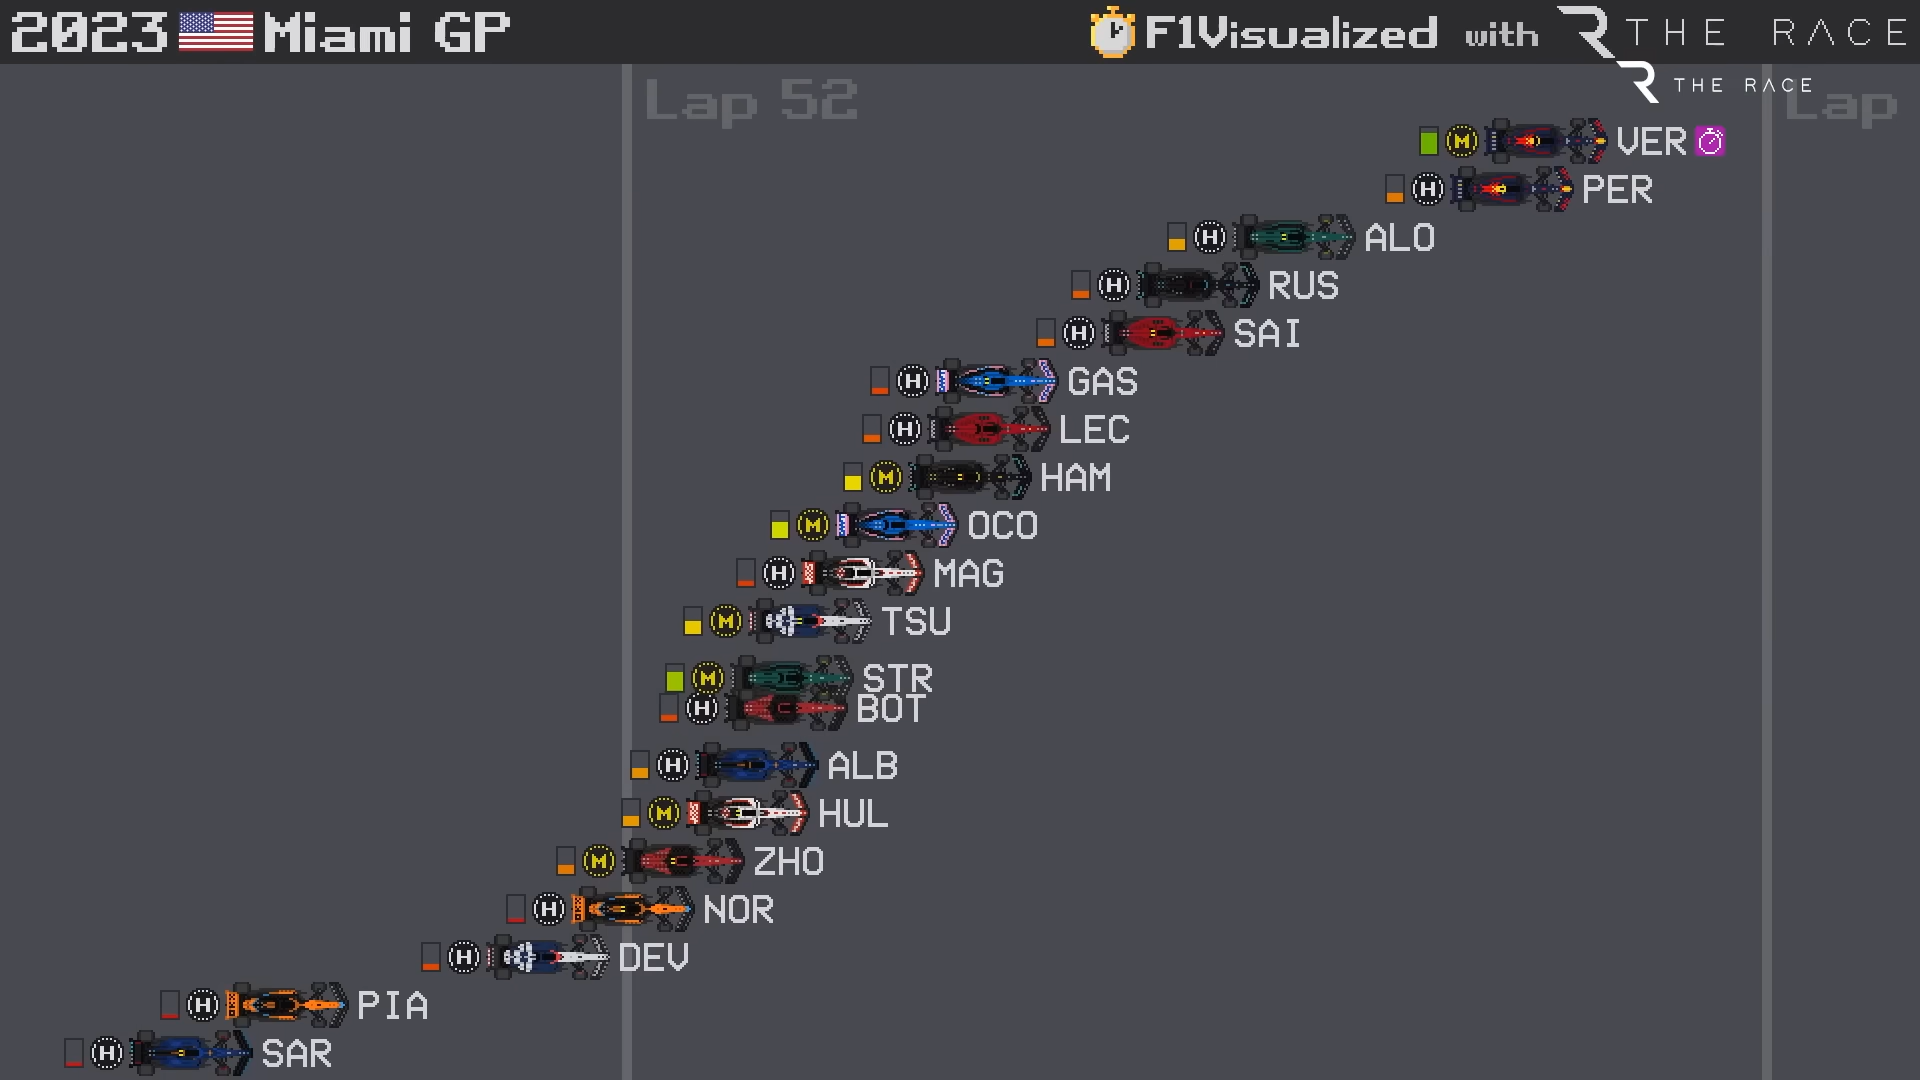 2023 Miami GP
F1Visualized with THE RACE
THE RACE
Lap 52
Lap
M VER
H PER
H ALO
H RUS
H SAI
H GAS
H LEC
M HAM
M OCO
H MAG
M TSU
M STR
H BOT
H ALB
M HUL
M ZHO
H NOR
H DEV
H PIA
H SAR